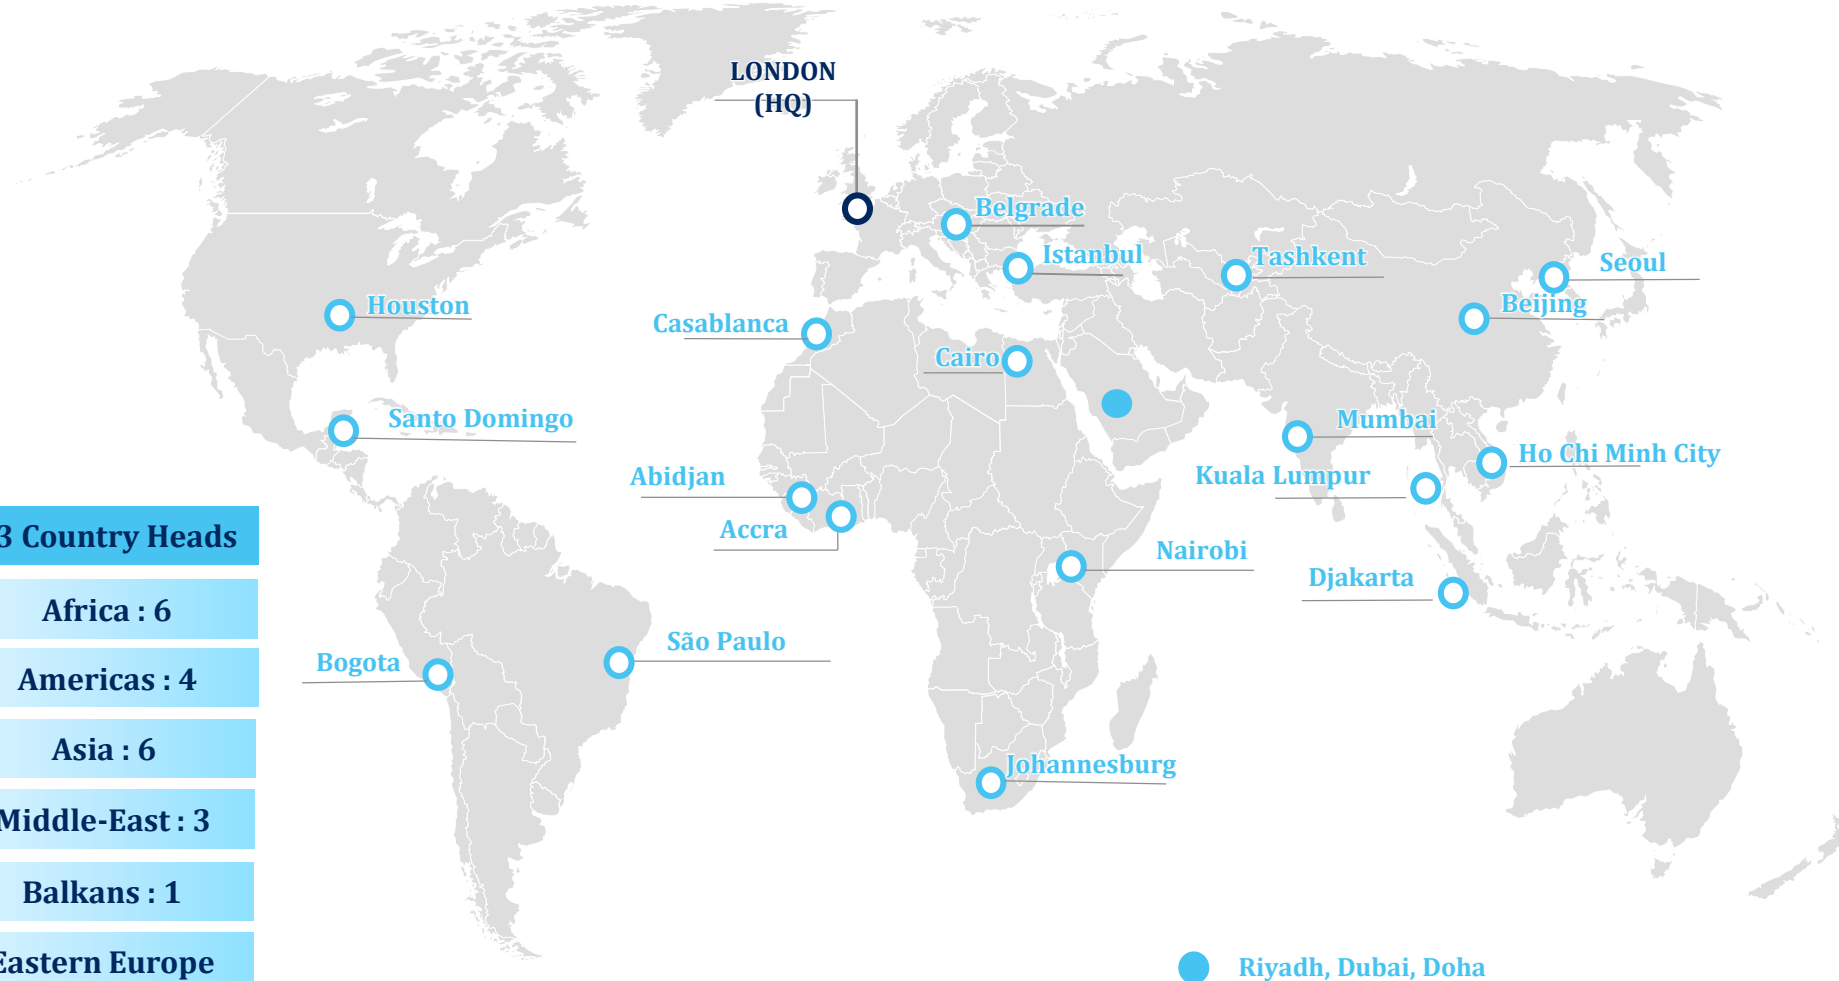 LONDON
(HQ)
Belgrade
Istanbul
Tashkent
Seoul
Houston
Beijing
Casablanca
Cairo
Santo Domingo
Mumbai
Ho Chi Minh City
Abidjan
Kuala Lumpur
Accra
Nairobi
Djakarta
São Paulo
Bogota
Johannesburg
3 Country Heads
Africa : 6
Americas : 4
Asia : 6
Middle-East : 3
Balkans : 1
Eastern Europe
Riyadh, Dubai, Doha